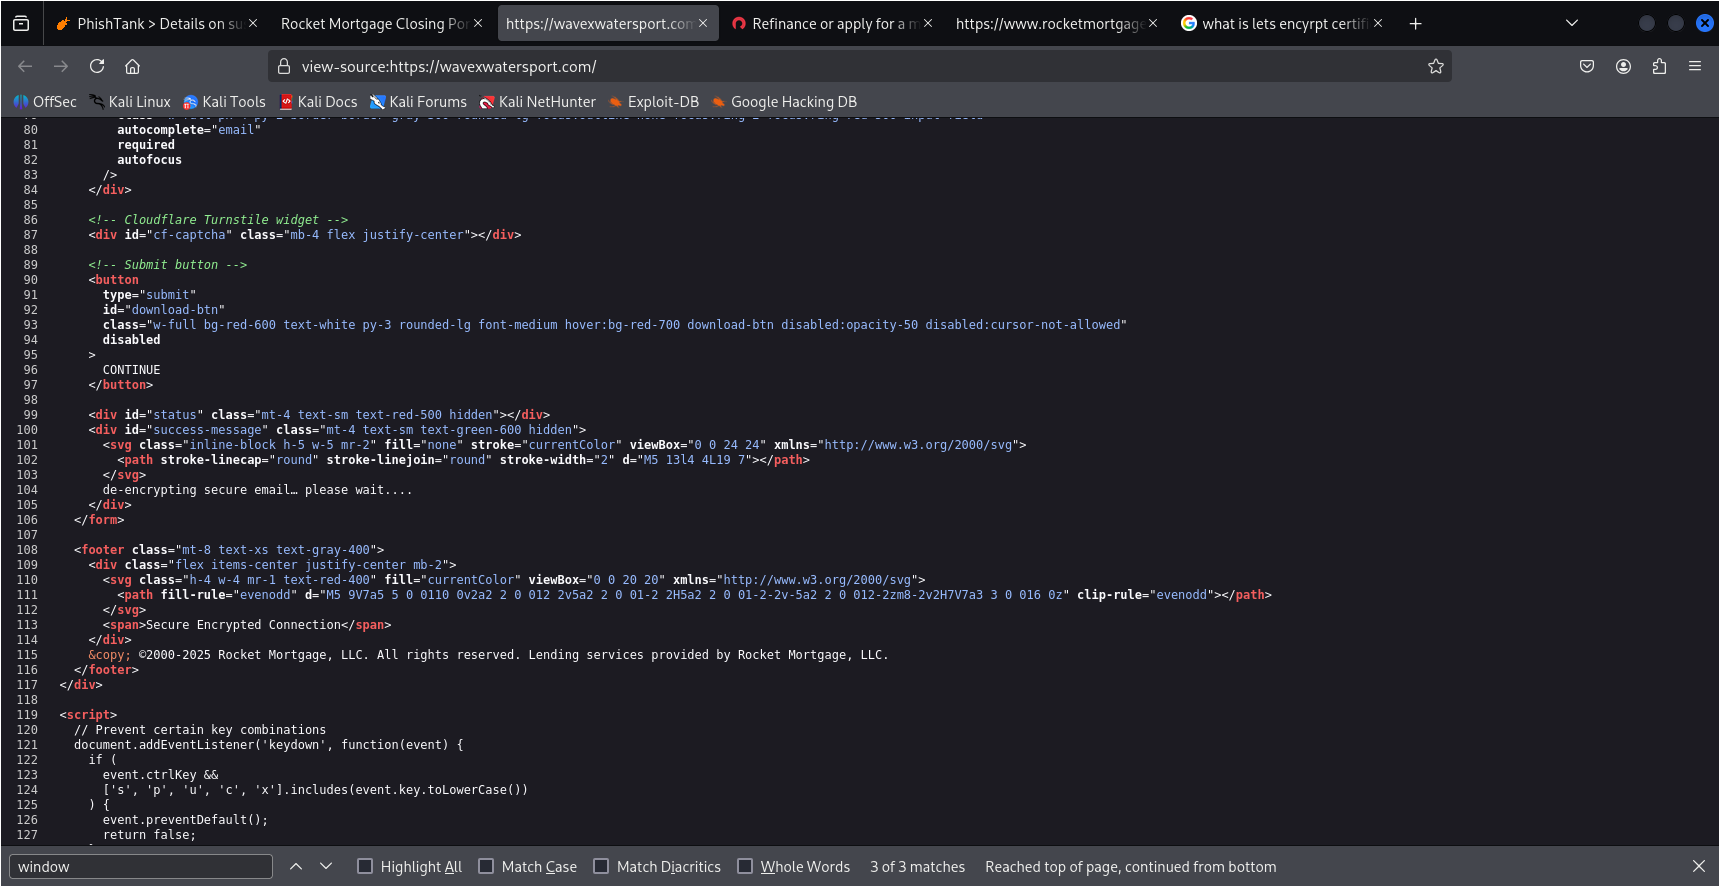 PhishTank > Details on su
Rocket Mortgage Closing Po
https://wavexwatersport.com
Refinance or apply for a m
https://www.rocketmortgage
what is lets encyrpt certifi
view-source:https://wavexwatersport.com/
OffSec Kali Linux Kali Tools Kali Docs Kali Forums Kali NetHunter Exploit-DB Google Hacking DB
80 autocomplete="email"
81 required
82 autofocus
83 />
84 </div>
85
86 <!-- Cloudflare Turnstile widget -->
87 <div id="cf-captcha" class="mb-4 flex justify-center"></div>
88
89 <!-- Submit button -->
90 <button
91 type="submit"
92 id="download-btn"
93 class="w-full bg-red-600 text-white py-3 rounded-lg font-medium hover:bg-red-700 download-btn disabled:opacity-50 disabled:cursor-not-allowed"
94 disabled
95 >
96 CONTINUE
97 </button>
98
99 <div id="status" class="mt-4 text-sm text-red-500 hidden"></div>
100 <div id="success-message" class="mt-4 text-sm text-green-600 hidden">
101 <svg class="inline-block h-5 w-5 mr-2" fill="none" stroke="currentColor" viewBox="0 0 24 24" xmlns="http://www.w3.org/2000/svg">
102 <path stroke-linecap="round" stroke-linejoin="round" stroke-width="2" d="M5 13l4 4L19 7"></path>
103 </svg>
104 de-encrypting secure email… please wait....
105 </div>
106 </form>
107
108 <footer class="mt-8 text-xs text-gray-400">
109 <div class="flex items-center justify-center mb-2">
110 <svg class="h-4 w-4 mr-1 text-red-400" fill="currentColor" viewBox="0 0 20 20" xmlns="http://www.w3.org/2000/svg">
111 <path fill-rule="evenodd" d="M5 9V7a5 5 0 0110 0v2a2 2 0 012 2v5a2 2 0 01-2 2H5a2 2 0 01-2-2v-5a2 2 0 012-2zm8-2v2H7V7a3 3 0 016 0z" clip-rule="evenodd"></path>
112 </svg>
113 <span>Secure Encrypted Connection</span>
114 </div>
115 &copy; ©2000-2025 Rocket Mortgage, LLC. All rights reserved. Lending services provided by Rocket Mortgage, LLC.
116 </footer>
117 </div>
118
119 <script>
120 // Prevent certain key combinations
121 document.addEventListener('keydown', function(event) {
122 if (
123 event.ctrlKey &&
124 ['s', 'p', 'u', 'c', 'x'].includes(event.key.toLowerCase())
125 ) {
126 event.preventDefault();
127 return false;
window
Highlight All Match Case Match Diacritics Whole Words 3 of 3 matches Reached top of page, continued from bottom